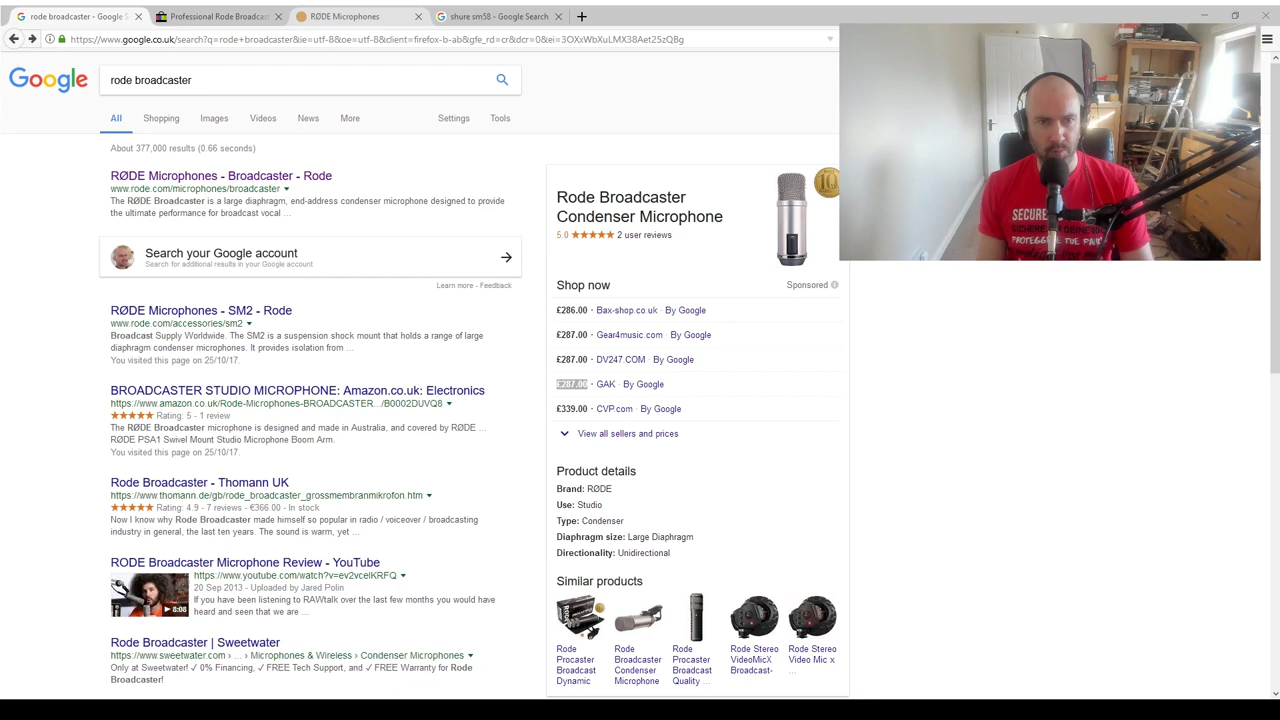 rode broadcaster - Google S
Professional Rode Broadcast
RØDE Microphones
shure sm58 - Google Search
https://www.google.co.uk/search?q=rode+broadcaster&ie=utf-8&oe=utf-8&client=firefox-b-ab&gfe_rd=cr&dcr=0&ei=3OXxWbXuLMX38Aet25zQBg
Google
rode broadcaster
All
Shopping
Images
Videos
News
More
Settings
Tools
About 377,000 results (0.66 seconds)
RØDE Microphones - Broadcaster - Rode
www.rode.com/microphones/broadcaster
The RØDE Broadcaster is a large diaphragm, end-address condenser microphone designed to provide
the ultimate performance for broadcast vocal ...
Search your Google account
Search for additional results in your Google account
Learn more - Feedback
RØDE Microphones - SM2 - Rode
www.rode.com/accessories/sm2
Broadcast Supply Worldwide. The SM2 is a suspension shock mount that holds a range of large
diaphragm condenser microphones. It provides isolation from ...
You visited this page on 25/10/17.
BROADCASTER STUDIO MICROPHONE: Amazon.co.uk: Electronics
https://www.amazon.co.uk/Rode-Microphones-BROADCASTER.../B0002DUVQ8
Rating: 5 - 1 review
The RØDE Broadcaster microphone is designed and made in Australia, and covered by RØDE ...
RØDE PSA1 Swivel Mount Studio Microphone Boom Arm.
You visited this page on 25/10/17.
Rode Broadcaster - Thomann UK
https://www.thomann.de/gb/rode_broadcaster_grossmembranmikrofon.htm
Rating: 4.9 - 7 reviews - €366.00 - In stock
Now I know why Rode Broadcaster made himself so popular in radio / voiceover / broadcasting
industry in general, the last ten years. The sound is warm, yet ...
RODE Broadcaster Microphone Review - YouTube
https://www.youtube.com/watch?v=ev2vcelKRFQ
20 Sep 2013 - Uploaded by Jared Polin
If you have been listening to RAWtalk over the last few months you would have
heard and seen that we are ...
8:08
Rode Broadcaster | Sweetwater
https://www.sweetwater.com › ... › Microphones & Wireless › Condenser Microphones
Only at Sweetwater! ✓ 0% Financing, ✓ FREE Tech Support, and ✓ FREE Warranty for Rode
Broadcaster!
Rode Broadcaster
Condenser Microphone
5.0 2 user reviews
10
Shop now
Sponsored
£286.00 · Bax-shop.co.uk · By Google
£287.00 · Gear4music.com · By Google
£287.00 · DV247.COM · By Google
£287.00 · GAK · By Google
£339.00 · CVP.com · By Google
View all sellers and prices
Product details
Brand: RØDE
Use: Studio
Type: Condenser
Diaphragm size: Large Diaphragm
Directionality: Unidirectional
Similar products
Rode
Procaster
Broadcast
Dynamic
Rode
Broadcaster
Condenser
Microphone
Rode
Procaster
Broadcast
Quality ...
Rode Stereo
VideoMicX
Broadcast-
Rode Stereo
Video Mic x
...
SECURE
SICHERE
PROTEGGE TUE